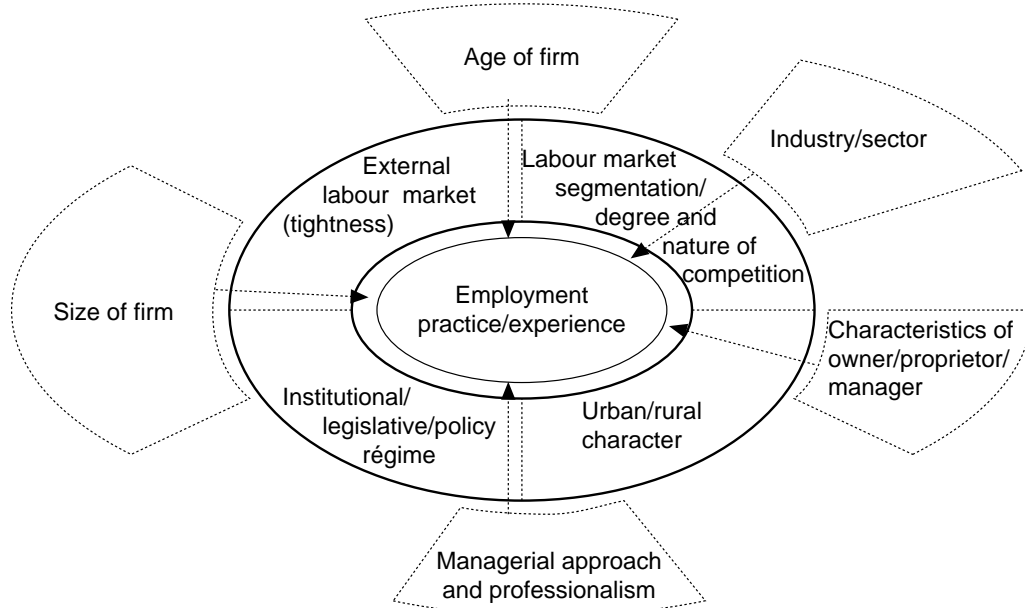 Age of firm
Industry/sector
External
labour market
(tightness)
Labour market
segmentation/
degree and
nature of
competition
Size of firm
Employment
practice/experience
Characteristics of
owner/proprietor/
manager
Institutional/
legislative/policy
régime
Urban/rural
character
Managerial approach
and professionalism